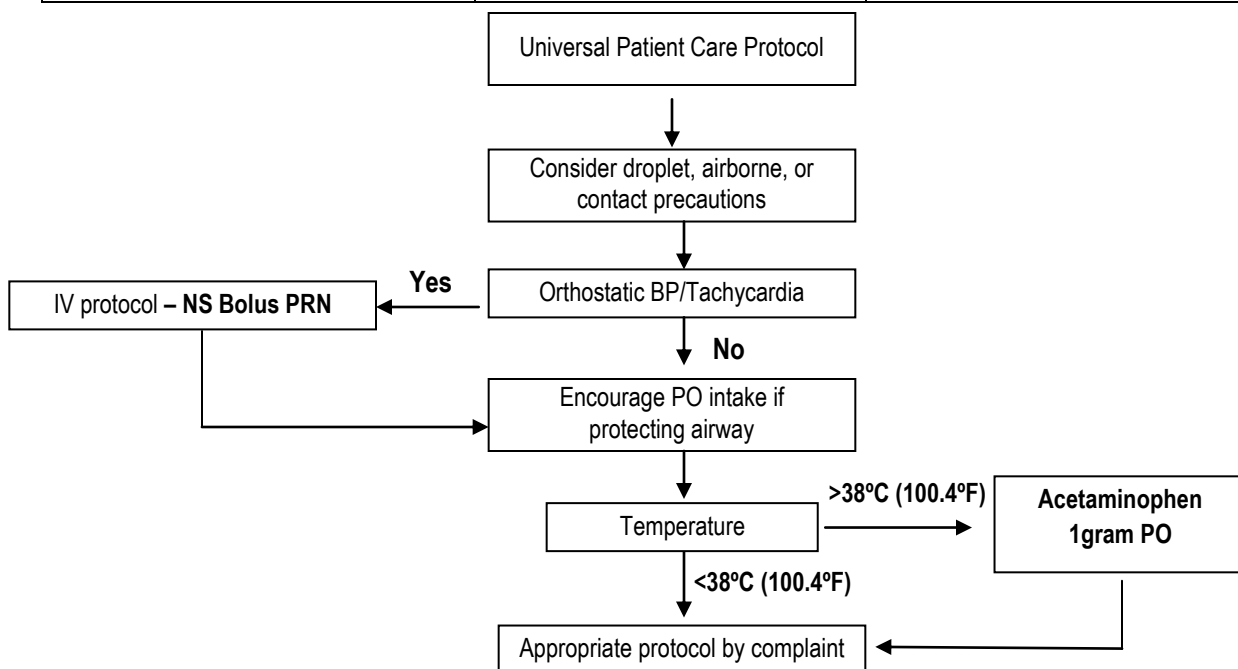 Universal Patient Care Protocol
Consider droplet, airborne, or
contact precautions
Orthostatic BP/Tachycardia
Yes
IV protocol – NS Bolus PRN
No
Encourage PO intake if
protecting airway
Temperature
>38ºC (100.4ºF)
Acetaminophen
1gram PO
<38ºC (100.4ºF)
Appropriate protocol by complaint